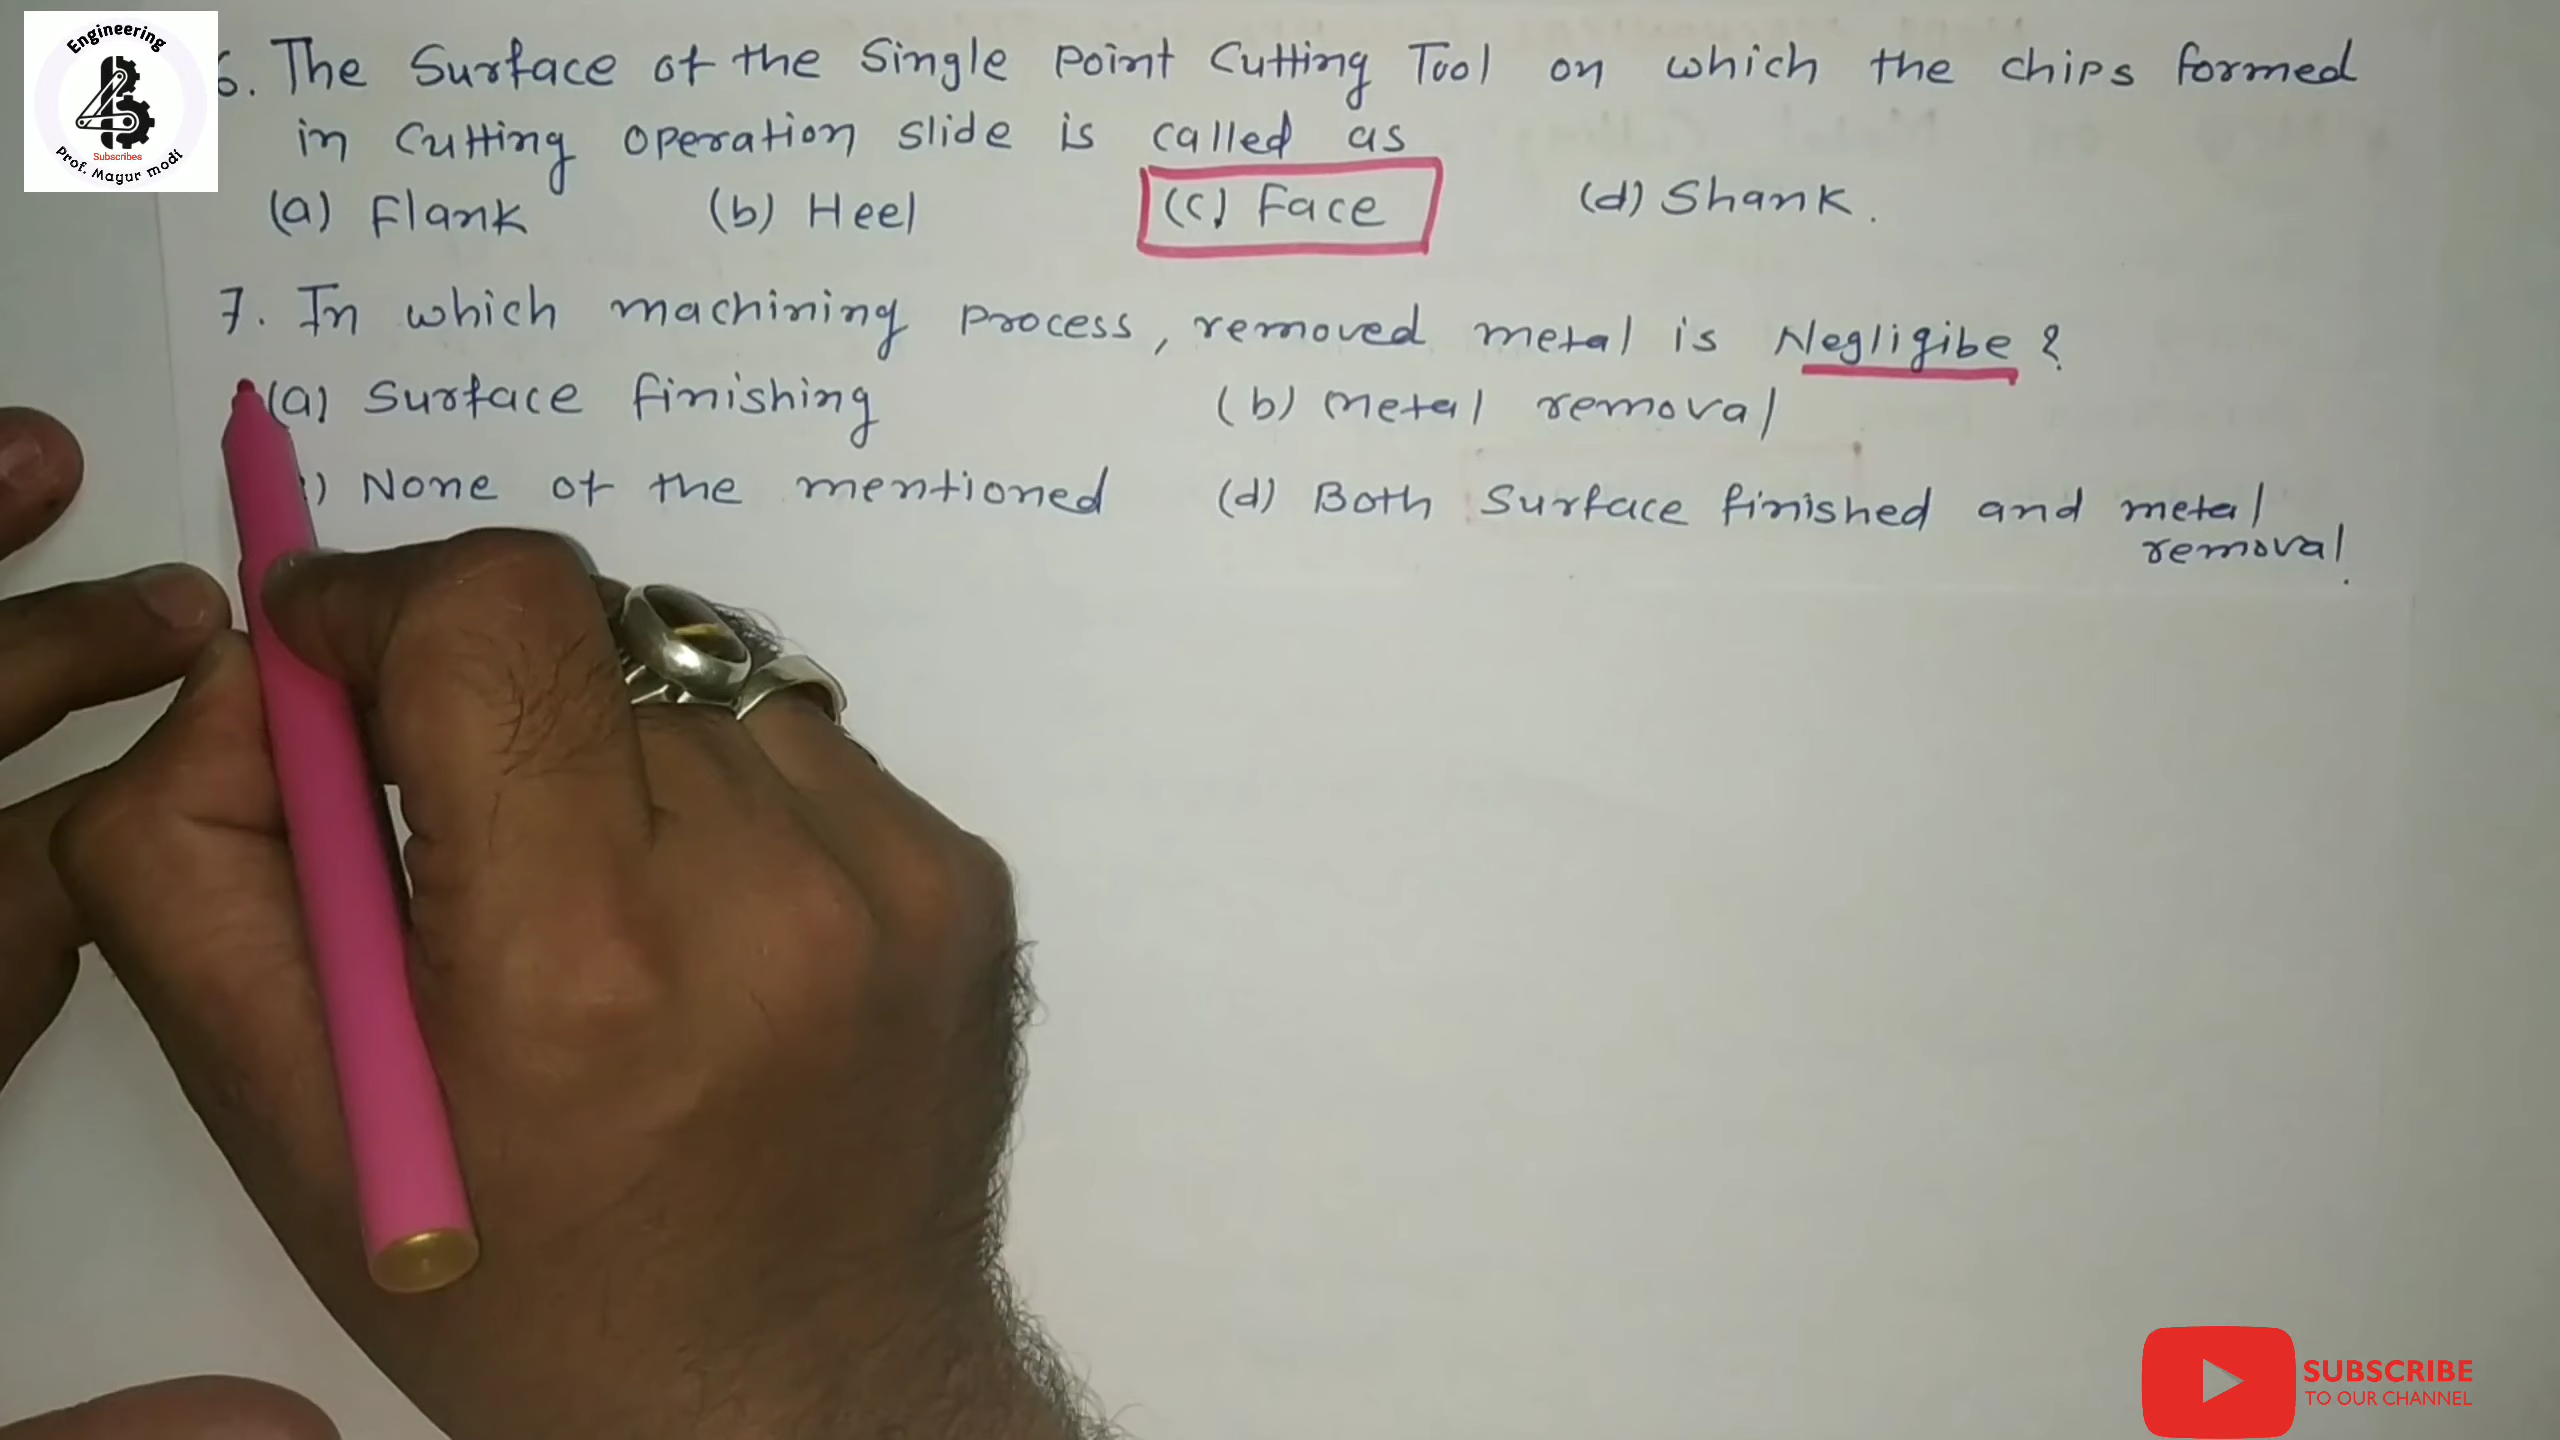 Engineering
Subscribes
Prof. Mayur modi
6. The Surface of the Single Point Cutting Tool on which the chips formed
in cutting operation slide is called as
(a) Flank (b) Heel (c) Face (d) Shank.
7. In which machining process, removed metal is Negligibe ?
(a) Surface finishing (b) metal removal
) None of the mentioned (d) Both Surface finished and metal
removal.
SUBSCRIBE
TO OUR CHANNEL